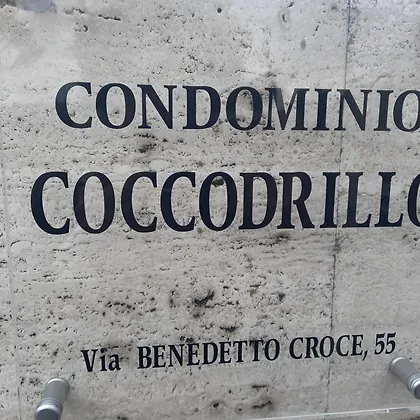 CONDOMINIO
COCCODRILLO
Via BENEDETTO CROCE, 55